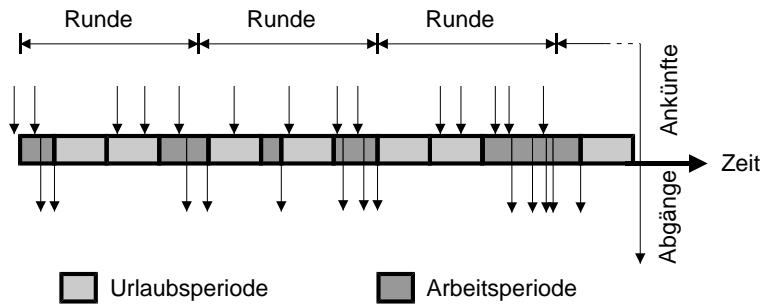 Runde Runde Runde
Ankünfte
Zeit
Abgänge
Urlaubsperiode Arbeitsperiode